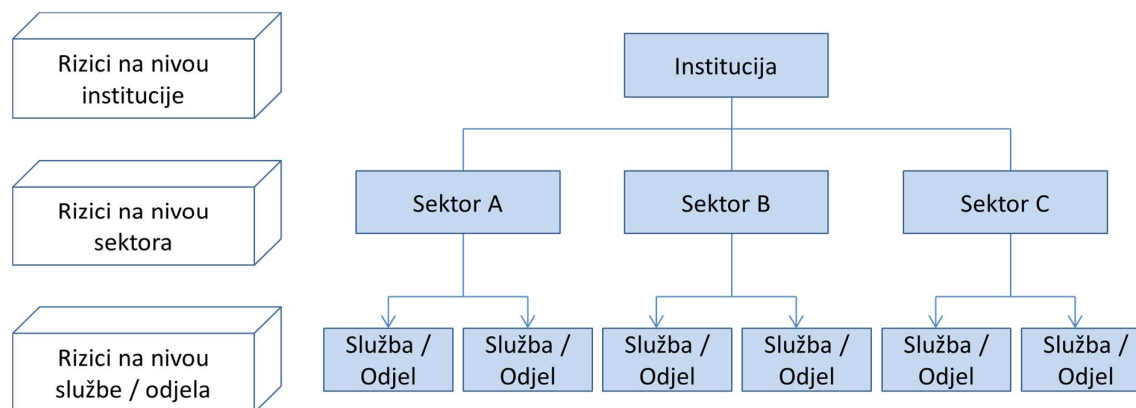 Rizici na nivou
institucije
Institucija
Rizici na nivou
sektora
Sektor A
Sektor B
Sektor C
Rizici na nivou
službe / odjela
Služba /
Odjel
Služba /
Odjel
Služba /
Odjel
Služba /
Odjel
Služba /
Odjel
Služba /
Odjel